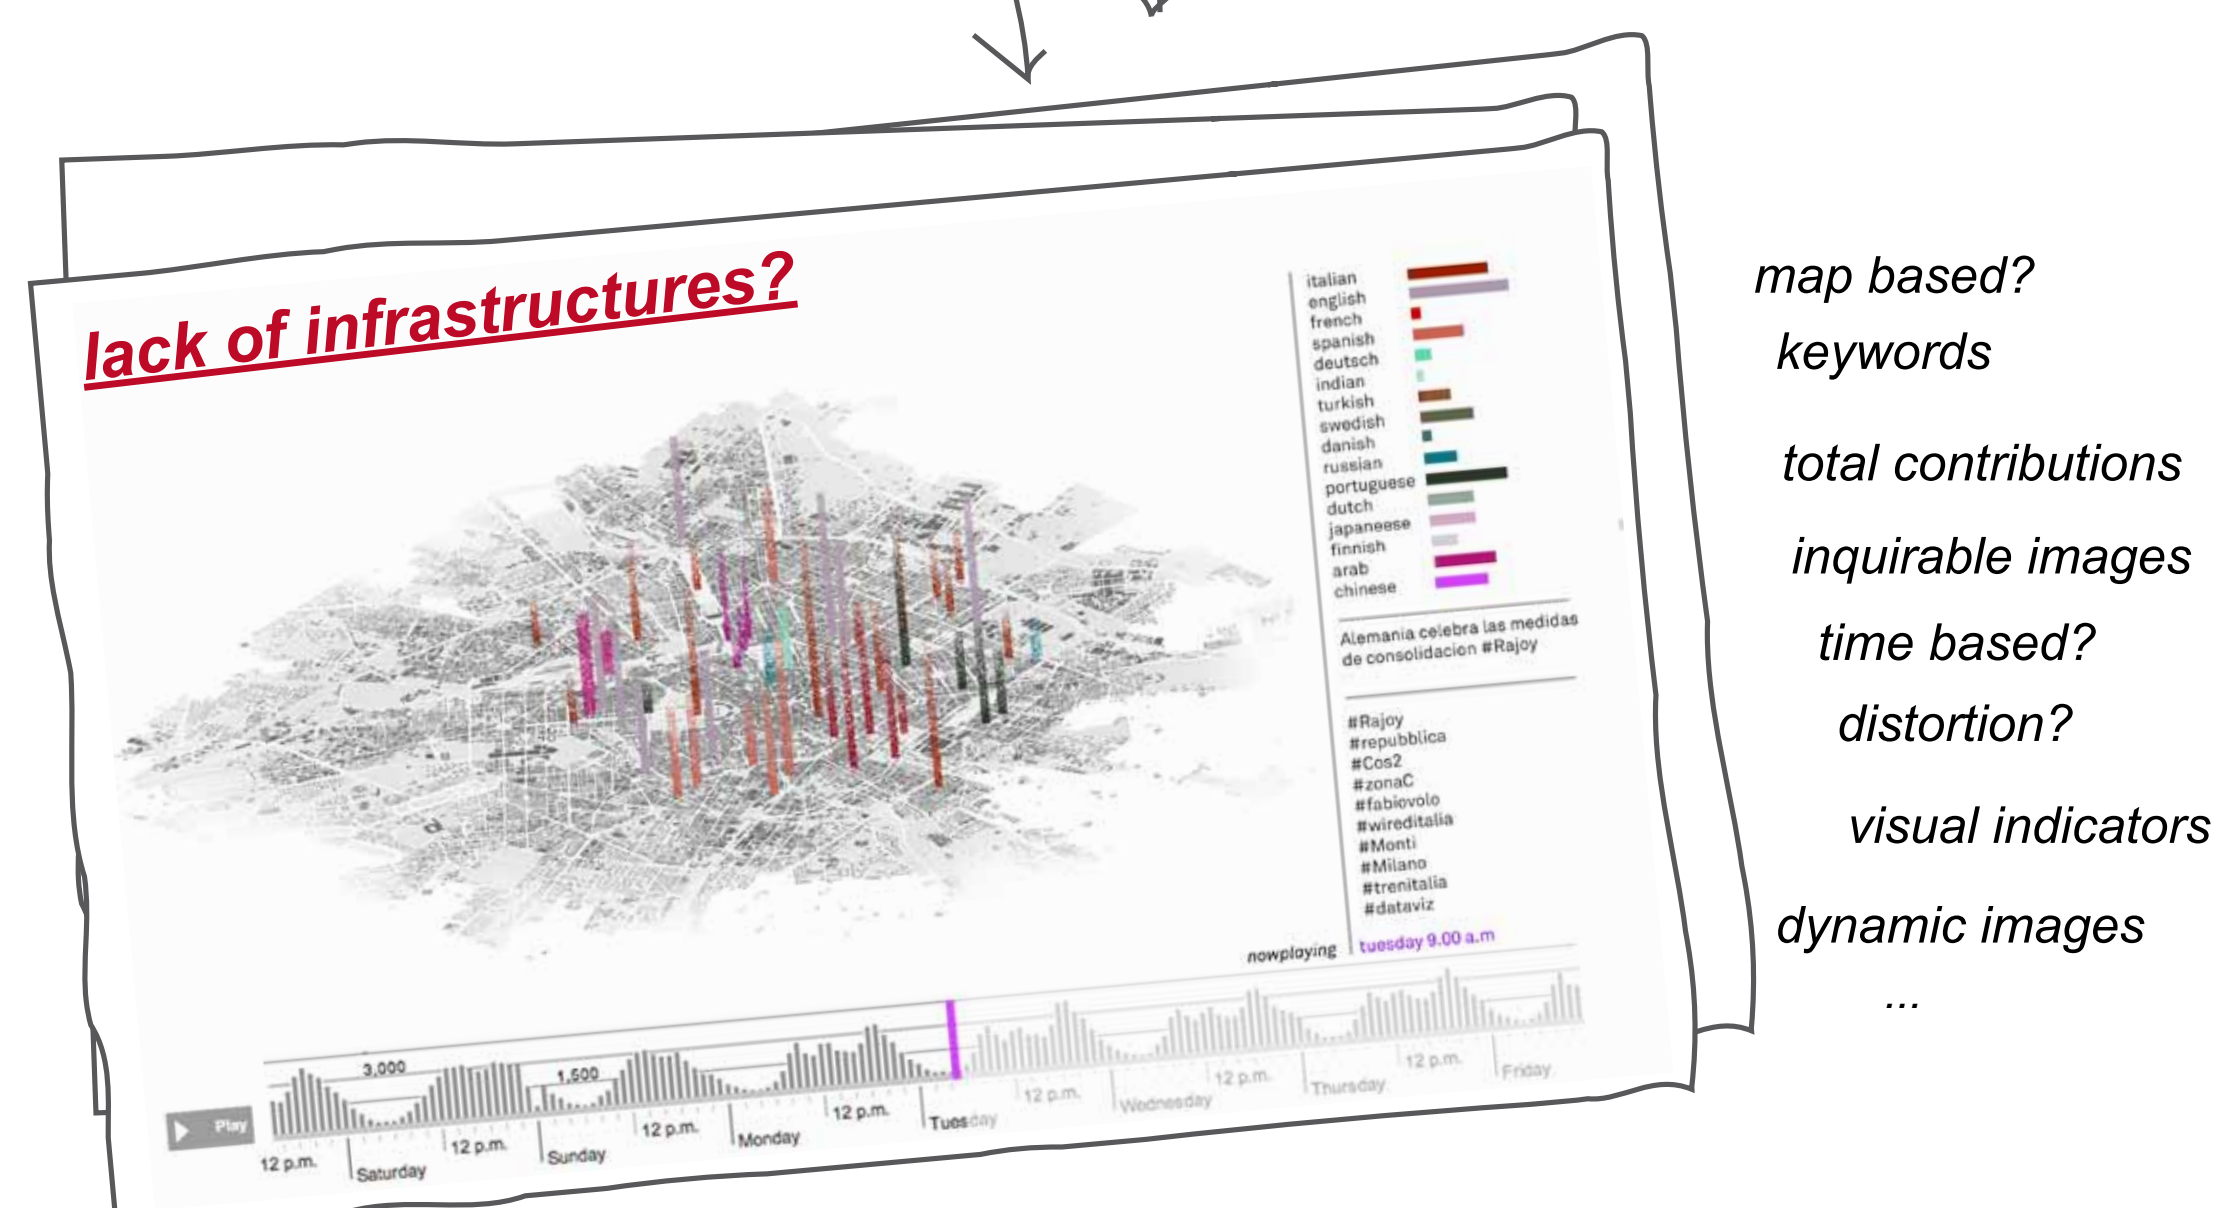 lack of infrastructures?
italian
english
french
spanish
deutsch
indian
turkish
swedish
danish
russian
portuguese
dutch
japaneese
finnish
arab
chinese
Alemania celebra las medidas
de consolidacion #Rajoy
#Rajoy
#repubblica
#Cos2
#zonaC
#fabiovolo
#wireditalia
#Monti
#Milano
#trenitalia
#dataviz
nowplaying tuesday 9.00 a.m
3,000
1,500
Play
12 p.m.
Saturday
12 p.m.
Sunday
12 p.m.
Monday
12 p.m.
Tuesday
12 p.m.
Wednesday
12 p.m.
Thursday
12 p.m.
Friday
map based?
keywords
total contributions
inquirable images
time based?
distortion?
visual indicators
dynamic images
...